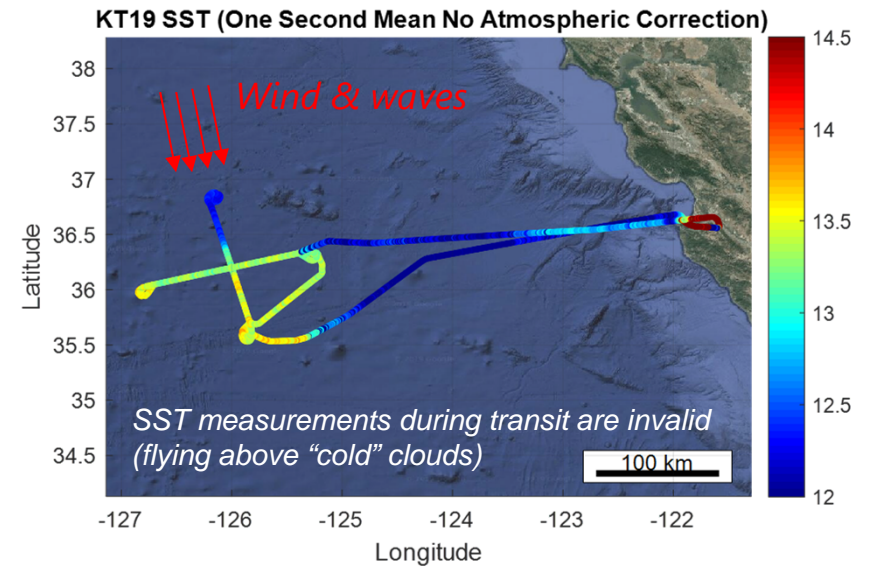 KT19 SST (One Second Mean No Atmospheric Correction)
Wind & waves
SST measurements during transit are invalid
(flying above “cold” clouds)
100 km
Latitude
38
37.5
37
36.5
36
35.5
35
34.5
-127
-126
-125
-124
-123
-122
Longitude
14.5
14
13.5
13
12.5
12